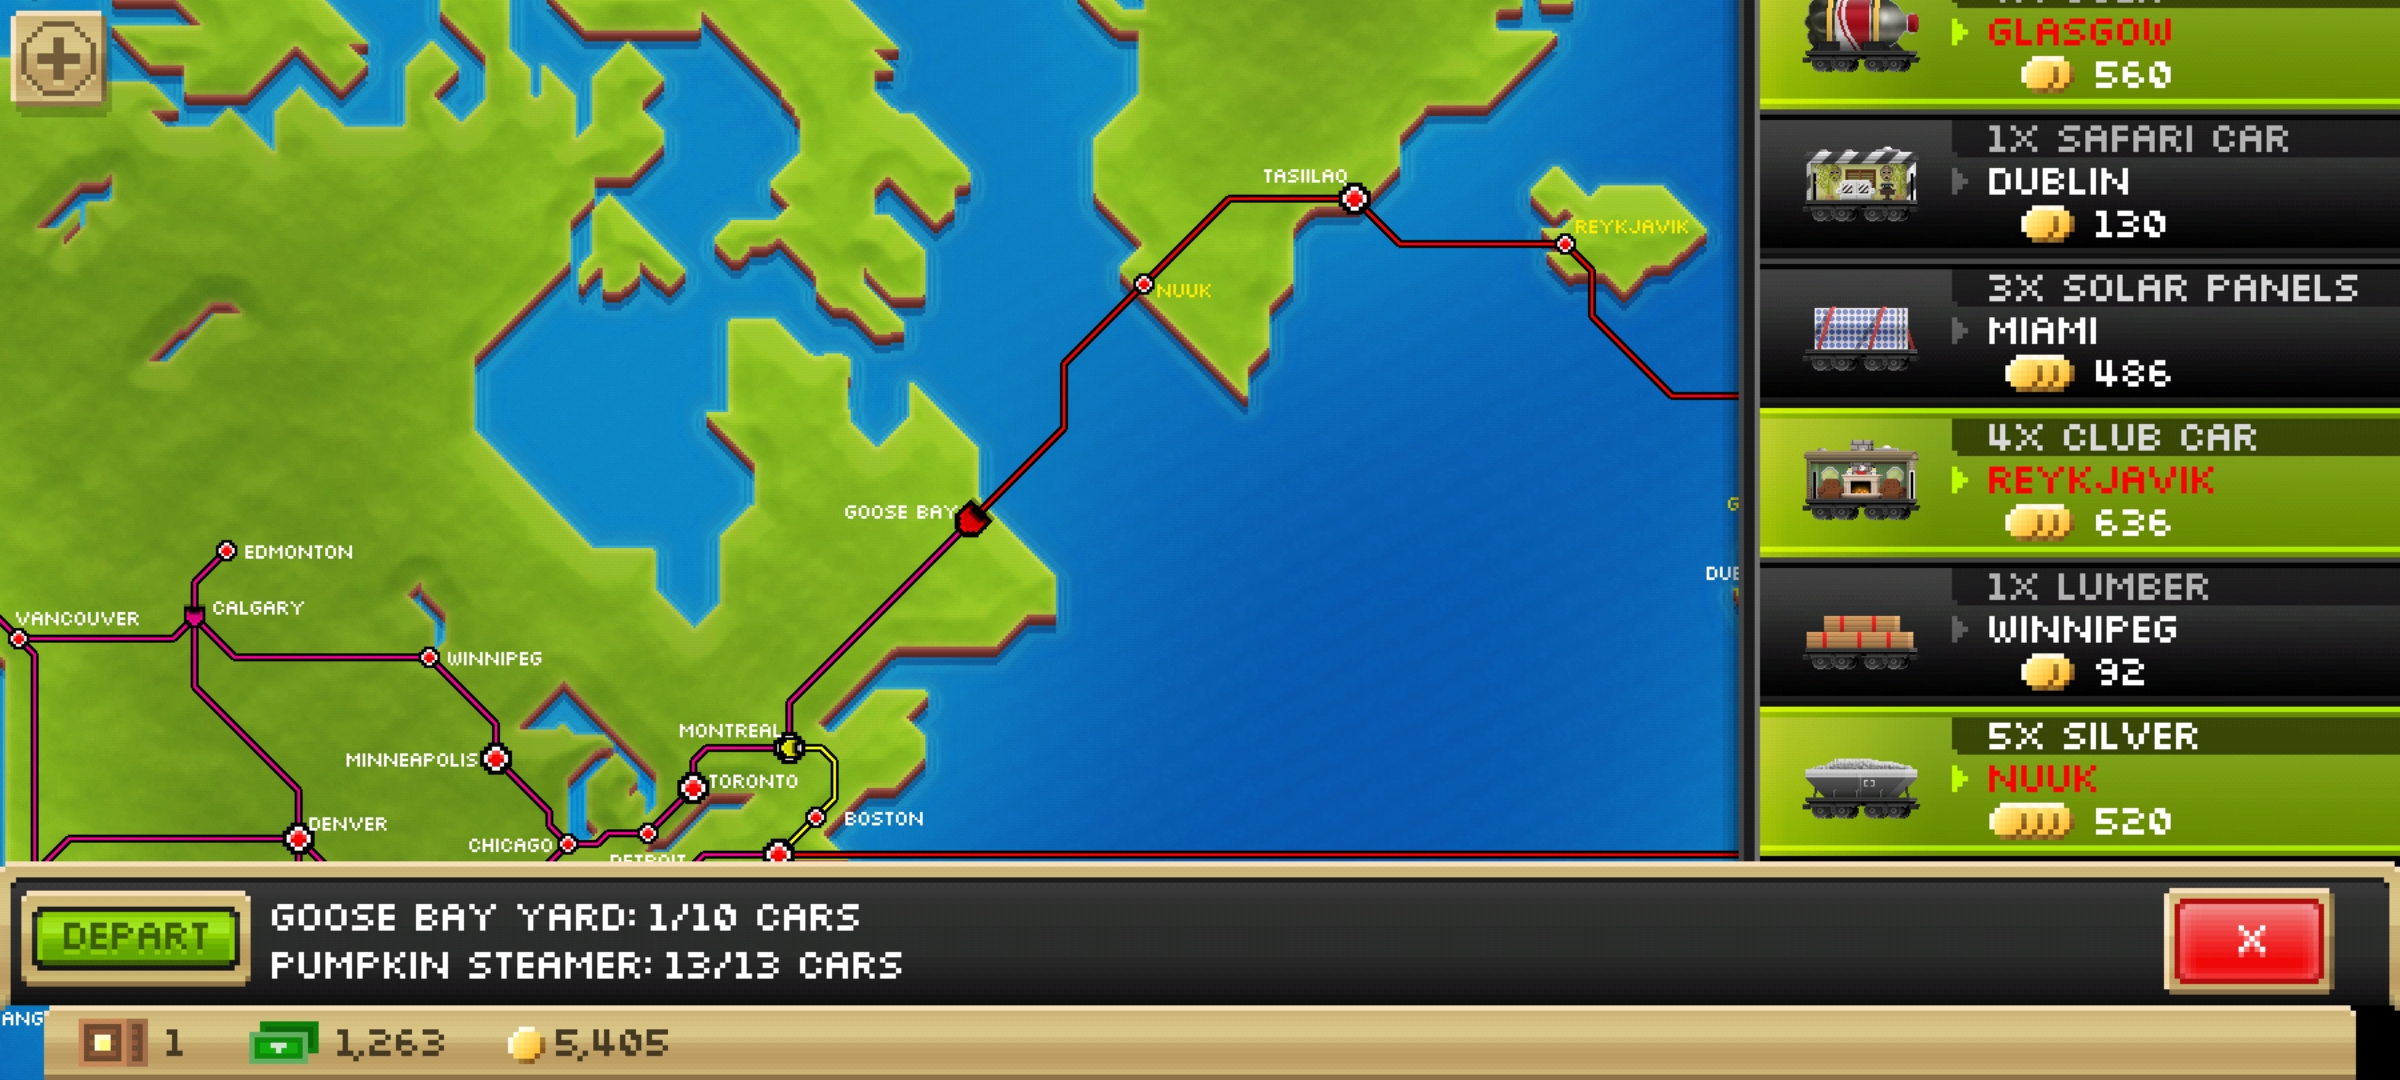 GLASGOW
560
1X SAFARI CAR
DUBLIN
130
3X SOLAR PANELS
MIAMI
486
4X CLUB CAR
REYKJAVIK
636
1X LUMBER
WINNIPEG
92
5X SILVER
NUUK
520
TASIILAQ
REYKJAVIK
NUUK
GOOSE BAY
EDMONTON
CALGARY
VANCOUVER
WINNIPEG
MONTREAL
MINNEAPOLIS
TORONTO
BOSTON
DENVER
CHICAGO
DETROIT
G
DUB
DEPART
GOOSE BAY YARD: 1/10 CARS
PUMPKIN STEAMER: 13/13 CARS
X
ANG
1
1,263
5,405